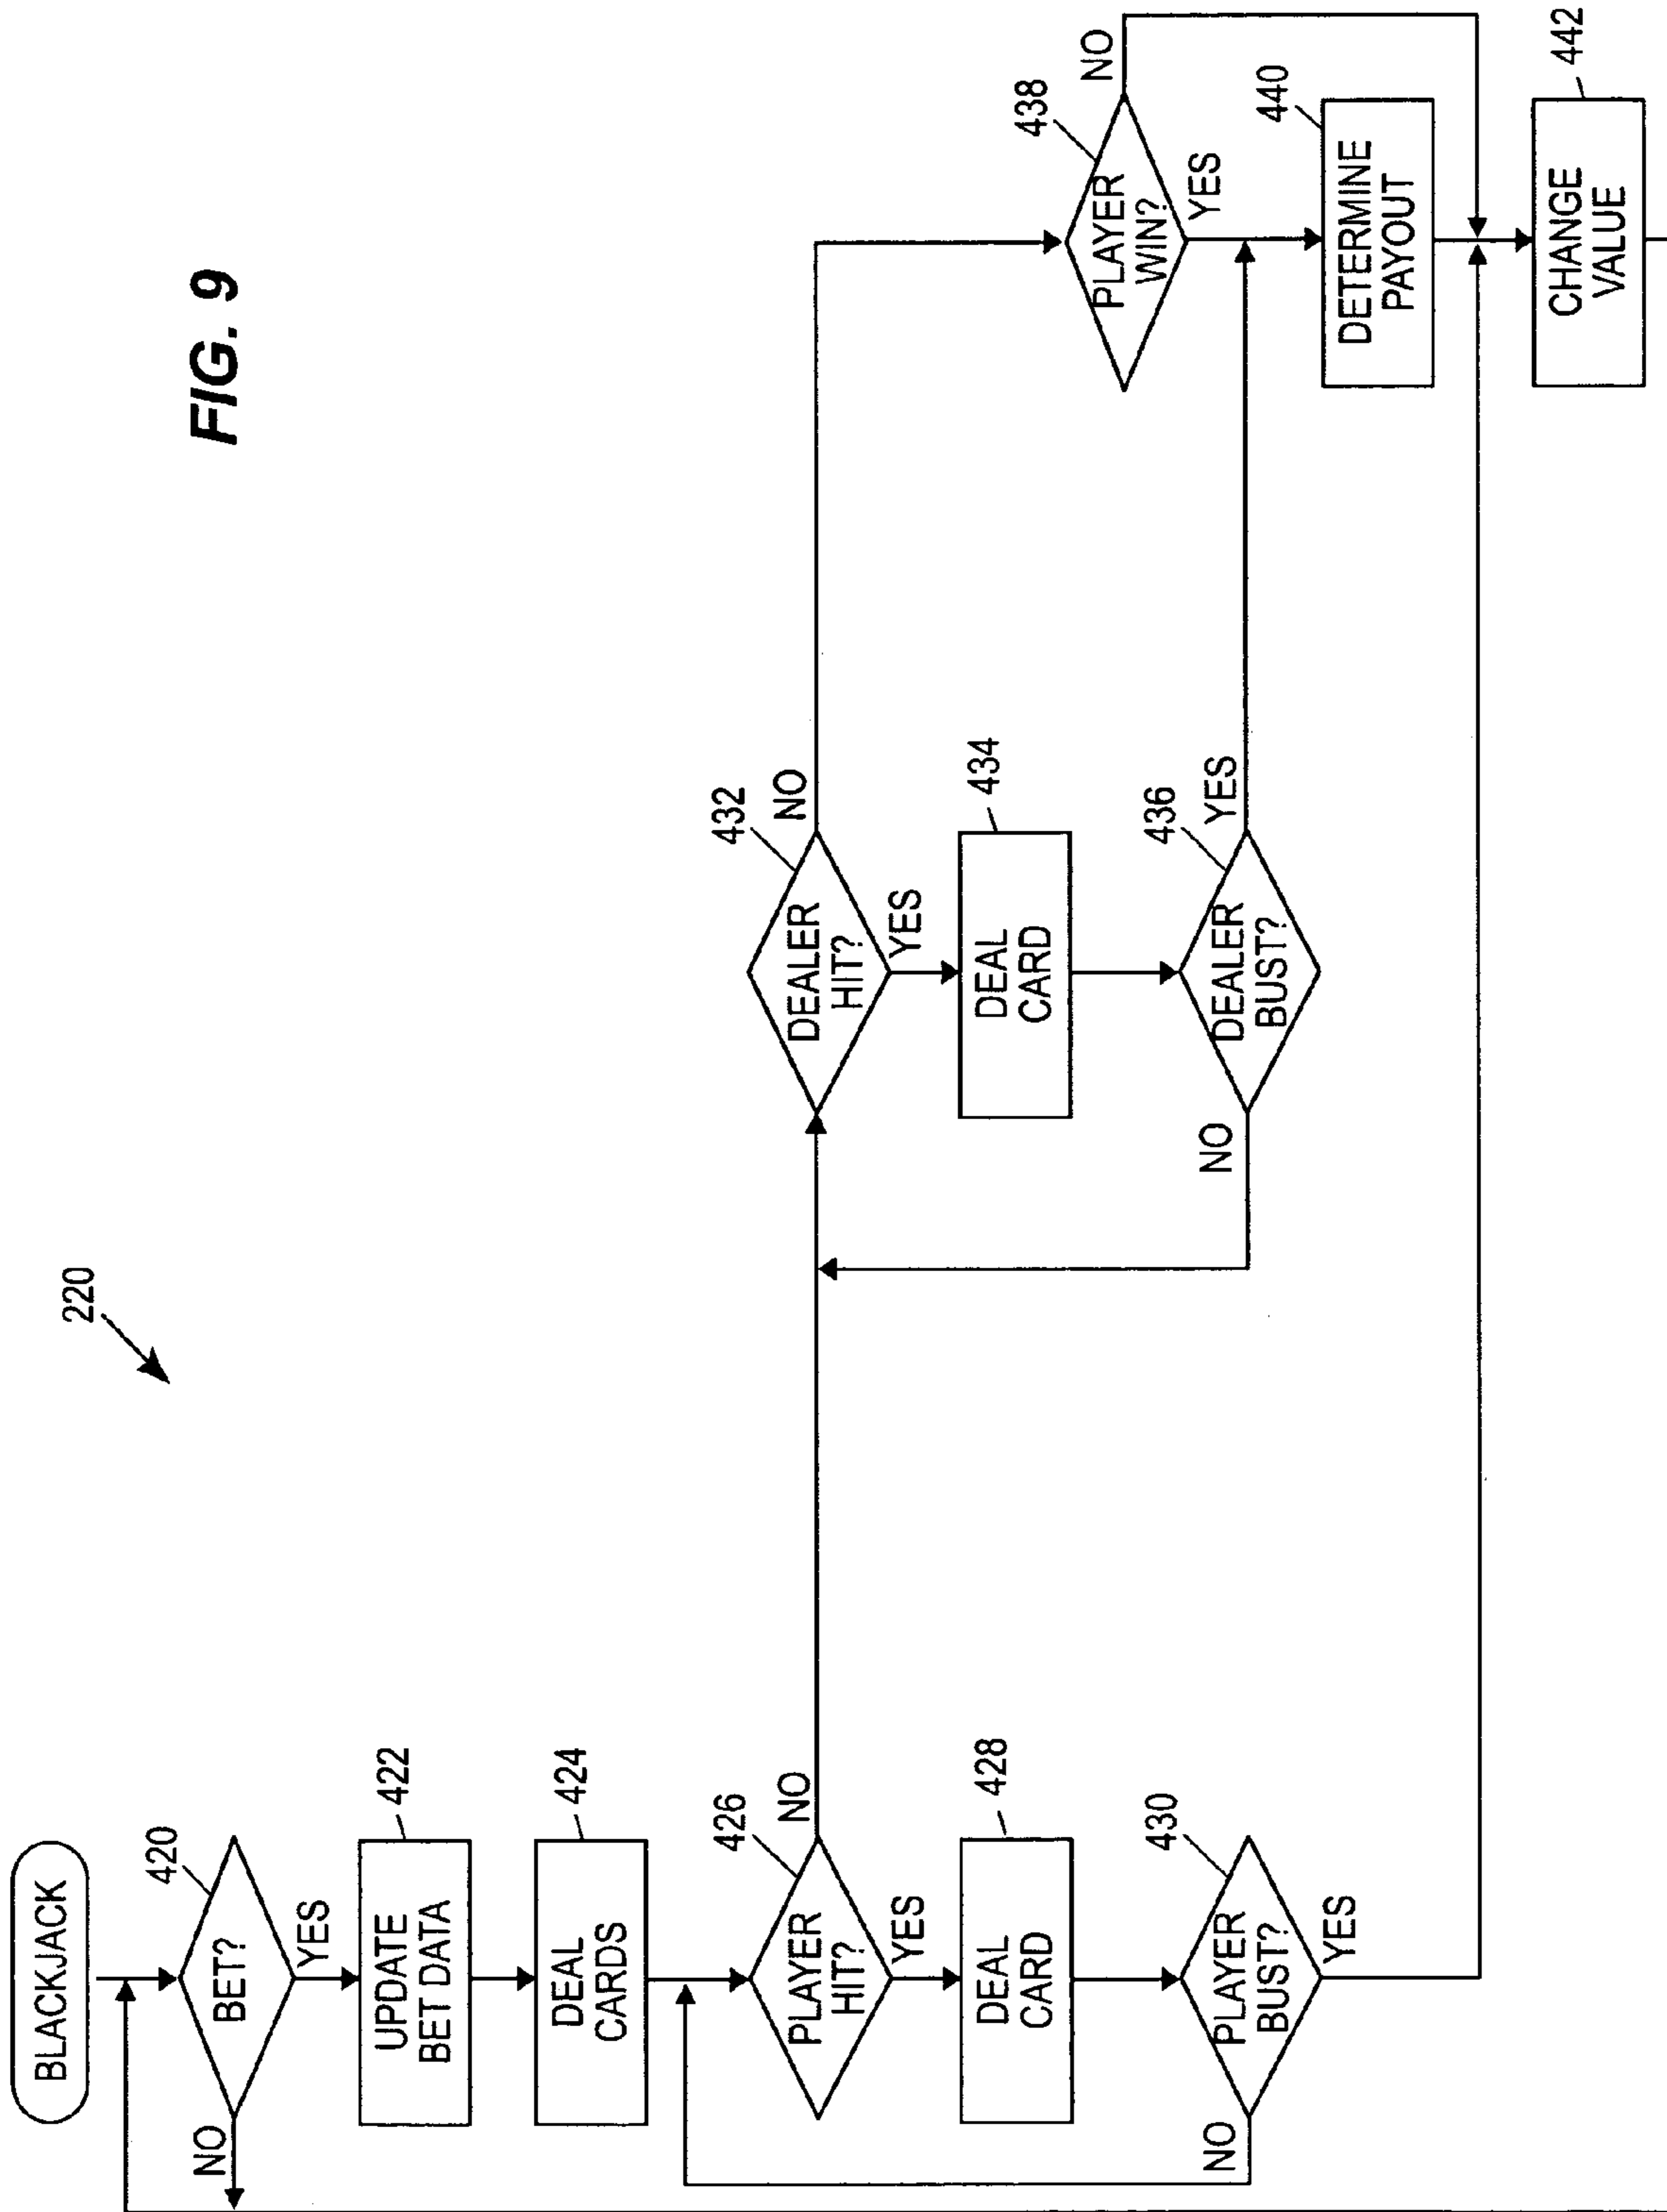 FIG. 9
220
BLACKJACK
420
BET?
NO
YES
422
UPDATE
BET DATA
424
DEAL
CARDS
426
PLAYER
HIT?
NO
YES
428
DEAL
CARD
430
PLAYER
BUST?
NO
YES
432
DEALER
HIT?
NO
YES
434
DEAL
CARD
436
DEALER
BUST?
NO
YES
438
PLAYER
WIN?
NO
YES
440
DETERMINE
PAYOUT
442
CHANGE
VALUE